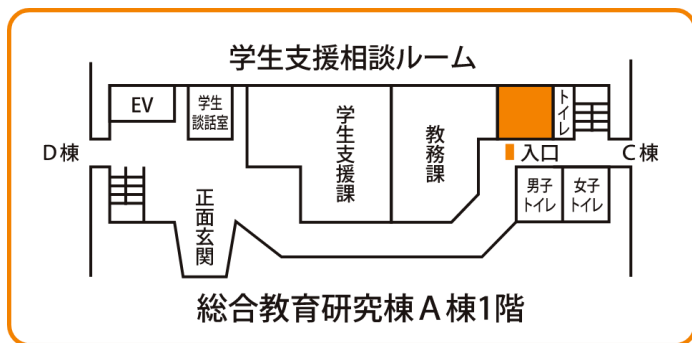 学生支援相談ルーム
EV
学生
談話室
学生支援課
教務課
トイレ
D棟
入口
C棟
正面玄関
男子
トイレ
女子
トイレ
総合教育研究棟A棟1階